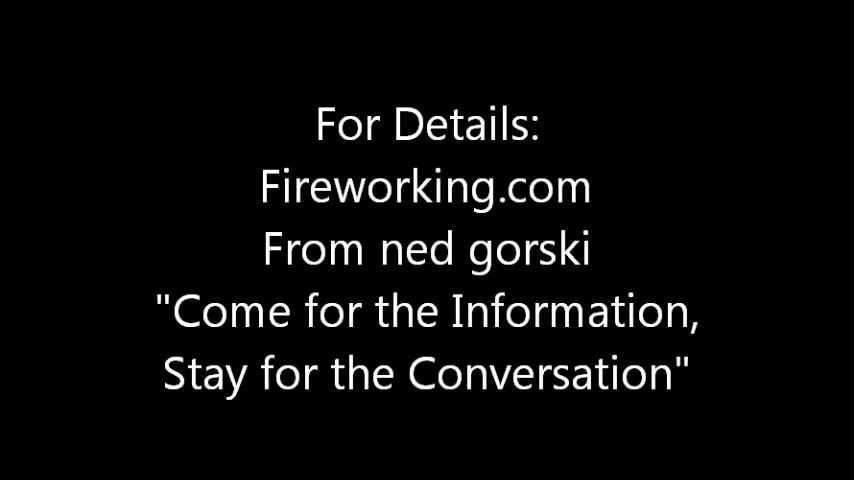 For Details:
Fireworking.com
From ned gorski
"Come for the Information,
Stay for the Conversation"